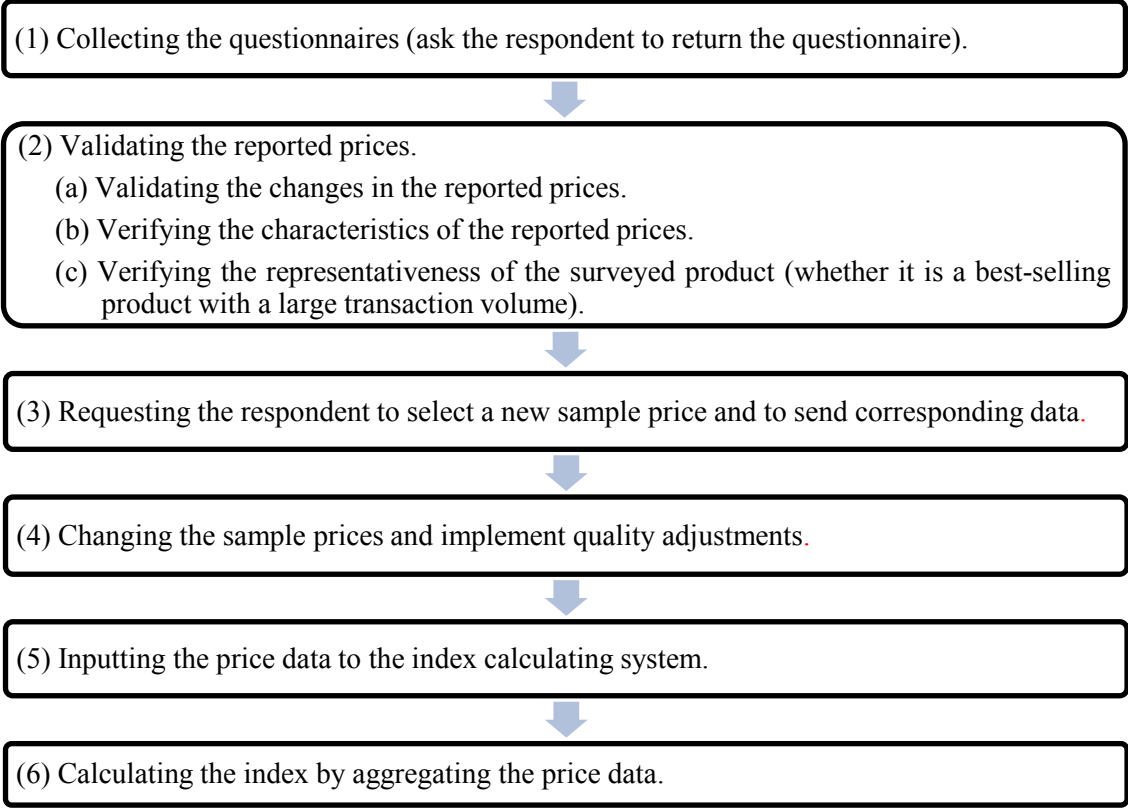 (1) Collecting the questionnaires (ask the respondent to return the questionnaire).
(2) Validating the reported prices.
(a) Validating the changes in the reported prices.
(b) Verifying the characteristics of the reported prices.
(c) Verifying the representativeness of the surveyed product (whether it is a best-selling
product with a large transaction volume).
(3) Requesting the respondent to select a new sample price and to send corresponding data.
(4) Changing the sample prices and implement quality adjustments.
(5) Inputting the price data to the index calculating system.
(6) Calculating the index by aggregating the price data.